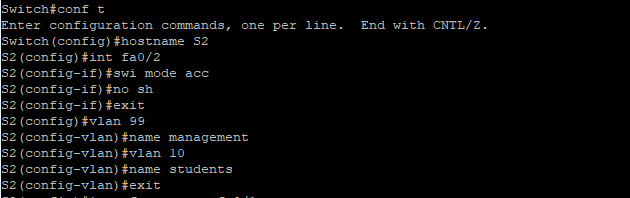 Switch#conf t
Enter configuration commands, one per line.  End with CNTL/Z.
Switch(config)#hostname S2
S2(config)#int fa0/2
S2(config-if)#swi mode acc
S2(config-if)#no sh
S2(config-if)#exit
S2(config)#vlan 99
S2(config-vlan)#name management
S2(config-vlan)#vlan 10
S2(config-vlan)#name students
S2(config-vlan)#exit